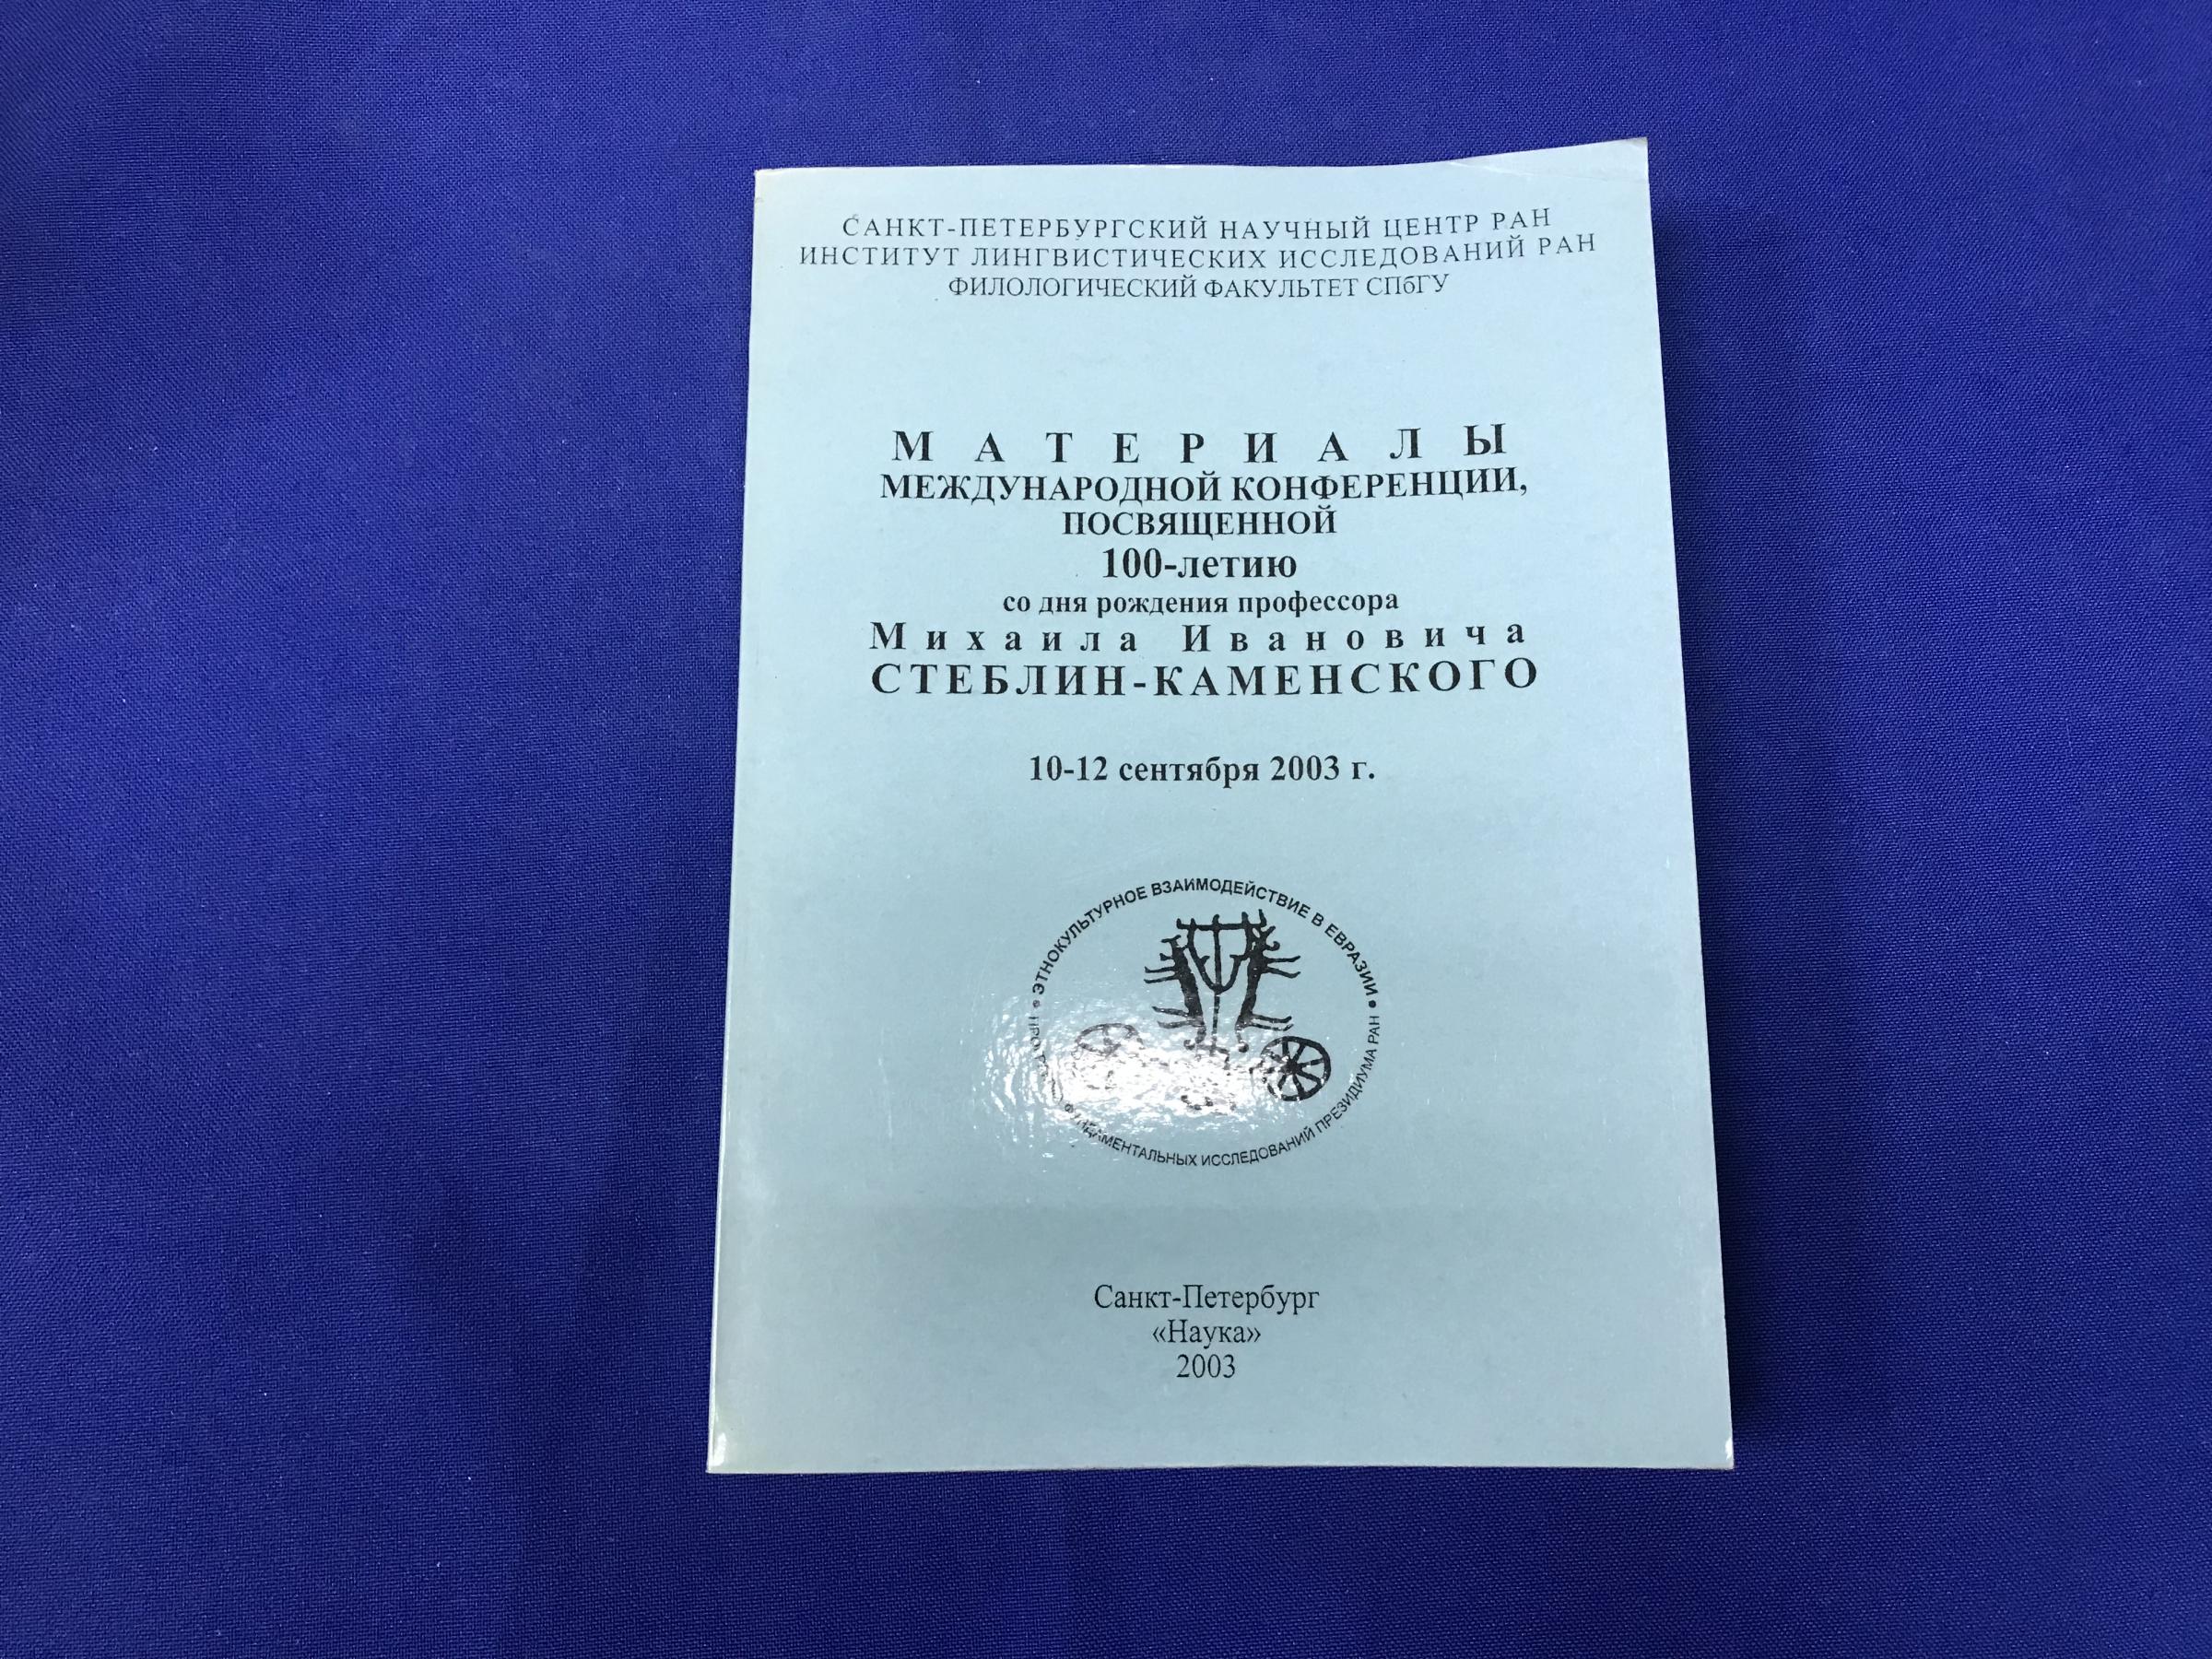 САНКТ-ПЕТЕРБУРГСКИЙ НАУЧНЫЙ ЦЕНТР РАН
ИНСТИТУТ ЛИНГВИСТИЧЕСКИХ ИССЛЕДОВАНИЙ РАН
ФИЛОЛОГИЧЕСКИЙ ФАКУЛЬТЕТ СПбГУ
МАТЕРИАЛЫ
МЕЖДУНАРОДНОЙ КОНФЕРЕНЦИИ,
ПОСВЯЩЕННОЙ
100-летию
со дня рождения профессора
Михаила Ивановича
СТЕБЛИН-КАМЕНСКОГО
10-12 сентября 2003 г.
• ЭТНОКУЛЬТУРНОЕ ВЗАИМОДЕЙСТВИЕ В ЕВРАЗИИ •
ФУНДАМЕНТАЛЬНЫХ ИССЛЕДОВАНИЙ ПРЕЗИДИУМА РАН
Санкт-Петербург
«Наука»
2003